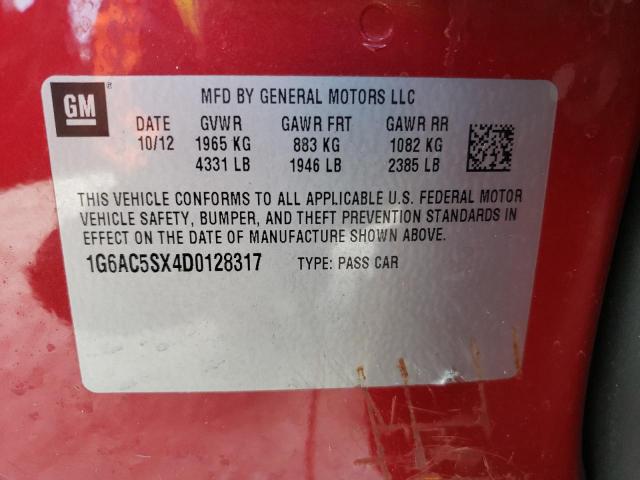 GM
MFD BY GENERAL MOTORS LLC
DATE GVWR GAWR FRT GAWR RR
10/12 1965 KG 883 KG 1082 KG
4331 LB 1946 LB 2385 LB
THIS VEHICLE CONFORMS TO ALL APPLICABLE U.S. FEDERAL MOTOR
VEHICLE SAFETY, BUMPER, AND THEFT PREVENTION STANDARDS IN
EFFECT ON THE DATE OF MANUFACTURE SHOWN ABOVE.
1G6AC5SX4D0128317 TYPE: PASS CAR